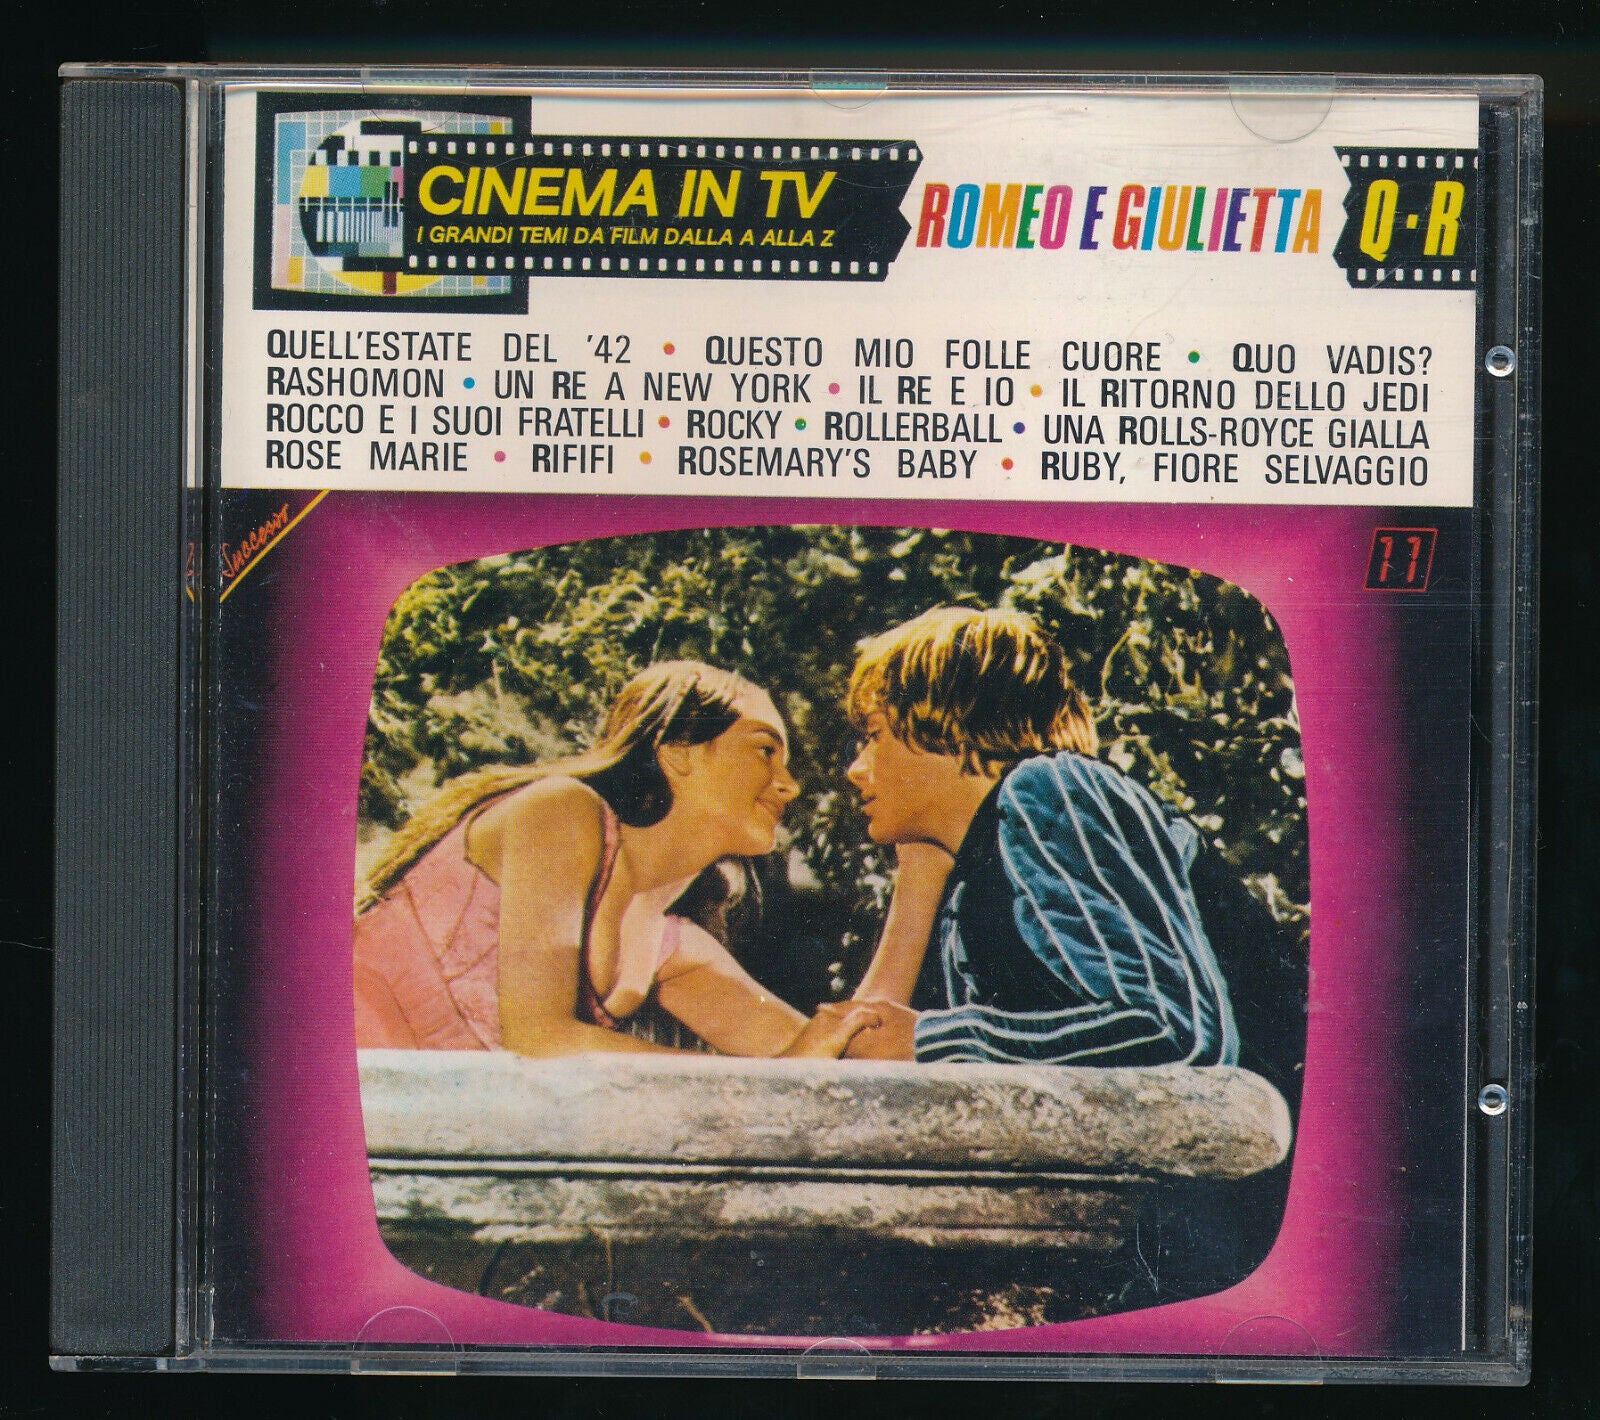 CINEMA IN TV
I GRANDI TEMI DA FILM DALLA A ALLA Z
ROMEO E GIULIETTA
Q·R
QUELL'ESTATE DEL '42 • QUESTO MIO FOLLE CUORE • QUO VADIS?
RASHOMON • UN RE A NEW YORK • IL RE E IO • IL RITORNO DELLO JEDI
ROCCO E I SUOI FRATELLI • ROCKY • ROLLERBALL • UNA ROLLS-ROYCE GIALLA
ROSE MARIE • RIFIFI • ROSEMARY'S BABY • RUBY, FIORE SELVAGGIO
Successo
11